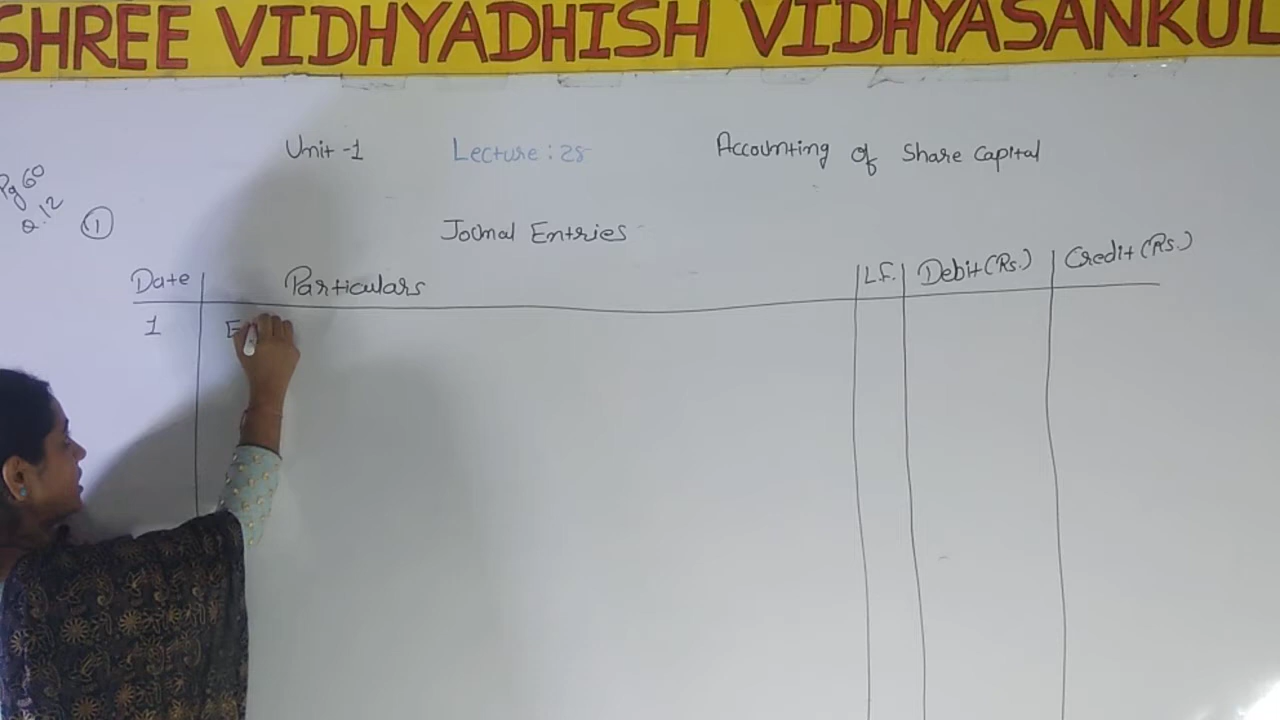 SHREE VIDHYADHISH VIDHYASANKUL
Unit -1 Lecture : 28 Accounting of Share Capital
Pg 60
Q.12 1
Journal Entries
Date Particulars L.F. Debit (Rs.) Credit (Rs.)
1 E